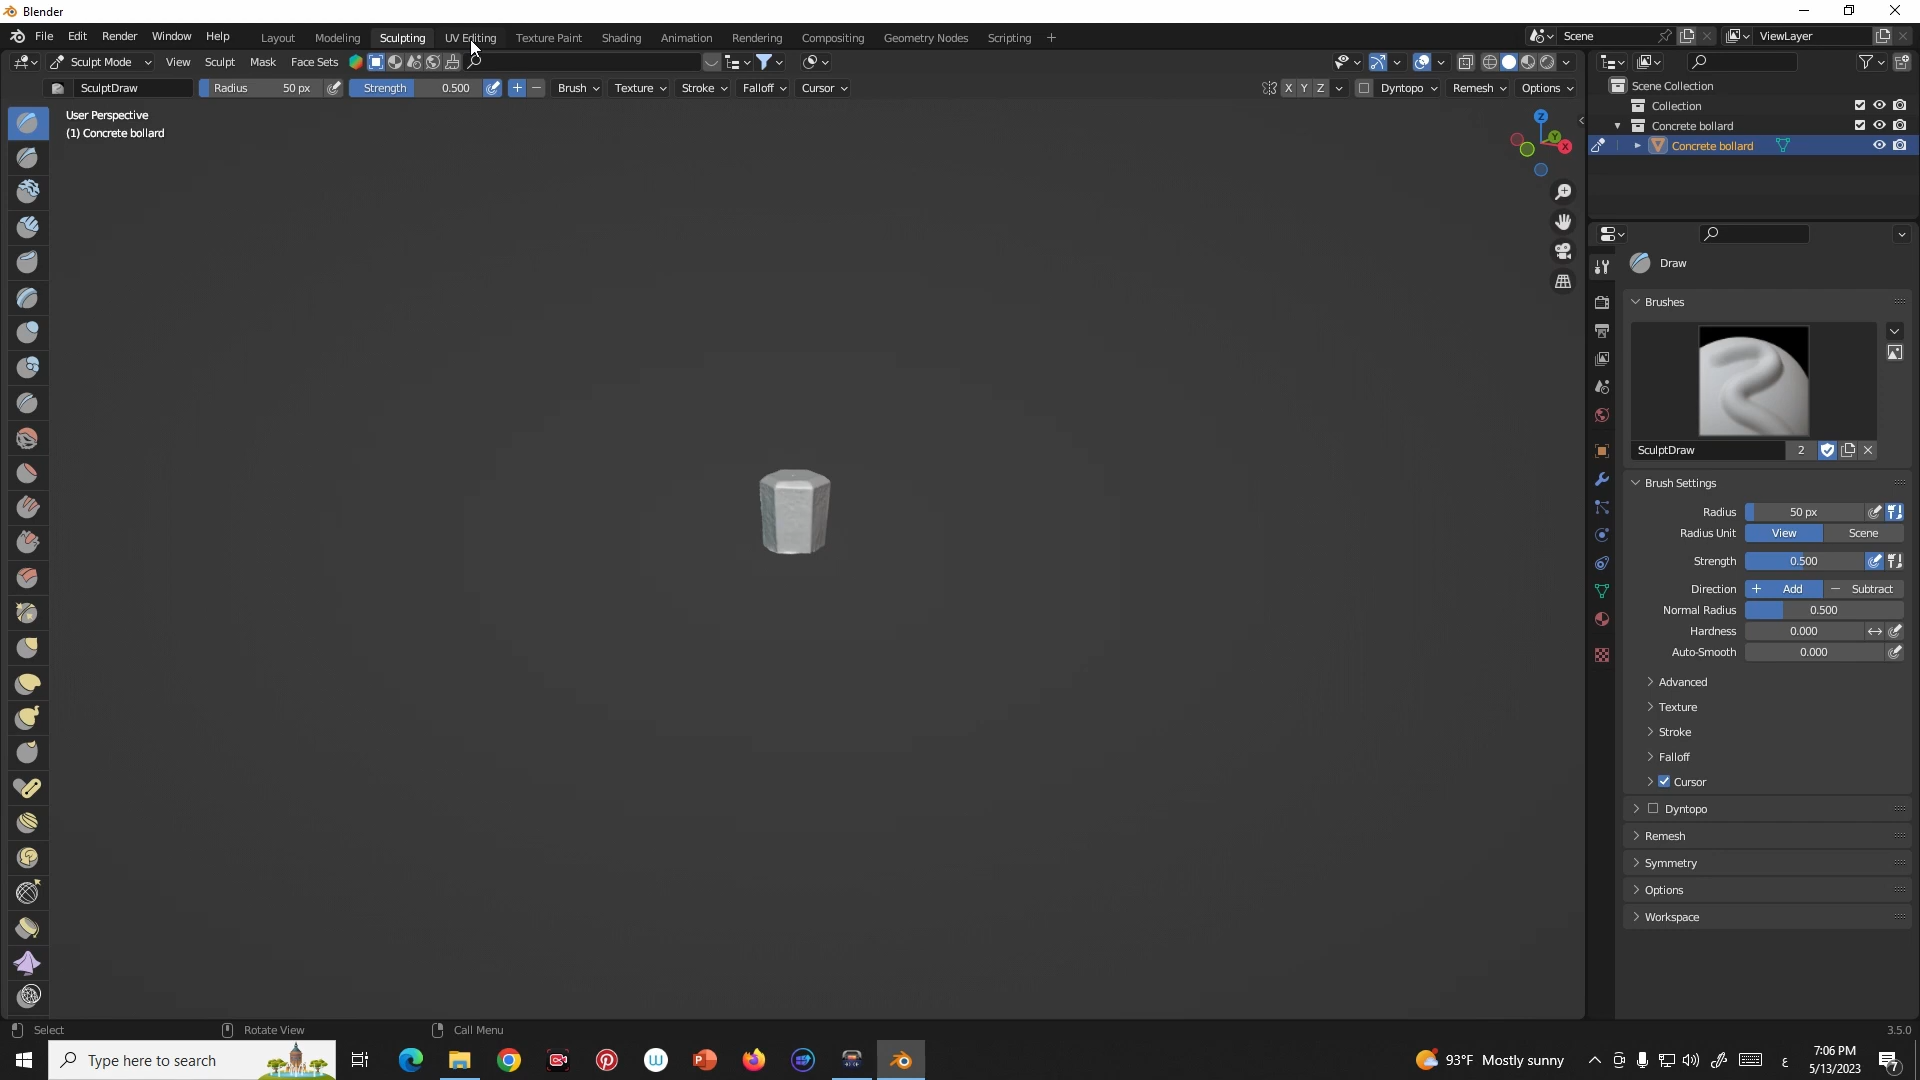 Blender
File Edit Render Window Help Layout Modeling Sculpting UV Editing Texture Paint Shading Animation Rendering Compositing Geometry Nodes Scripting + Scene ViewLayer
Sculpt Mode View Sculpt Mask Face Sets
SculptDraw Radius 50 px Strength 0.500 + − Brush Texture Stroke Falloff Cursor X Y Z Dyntopo Remesh Options
User Perspective
(1) Concrete bollard
Z
Y
X
Scene Collection
Collection
Concrete bollard
Concrete bollard
Draw
Brushes
SculptDraw 2
Brush Settings
Radius 50 px
Radius Unit View Scene
Strength 0.500
Direction + Add − Subtract
Normal Radius 0.500
Hardness 0.000
Auto-Smooth 0.000
Advanced
Texture
Stroke
Falloff
Cursor
Dyntopo
Remesh
Symmetry
Options
Workspace
Select Rotate View Call Menu 3.5.0
Type here to search
93°F Mostly sunny
ع
7:06 PM
5/13/2023
7